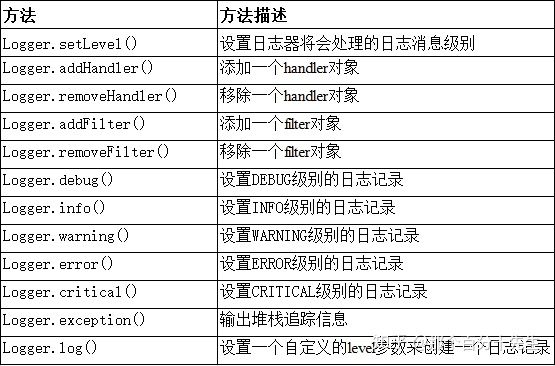 方法 方法描述
Logger.setLevel() 设置日志器将会处理的日志消息级别
Logger.addHandler() 添加一个handler对象
Logger.removeHandler() 移除一个handler对象
Logger.addFilter() 添加一个filter对象
Logger.removeFilter() 移除一个filter对象
Logger.debug() 设置DEBUG级别的日志记录
Logger.info() 设置INFO级别的日志记录
Logger.warning() 设置WARNING级别的日志记录
Logger.error() 设置ERROR级别的日志记录
Logger.critical() 设置CRITICAL级别的日志记录
Logger.exception() 输出堆栈追踪信息
Logger.log() 设置一个自定义的level参数来创建一个日志记录